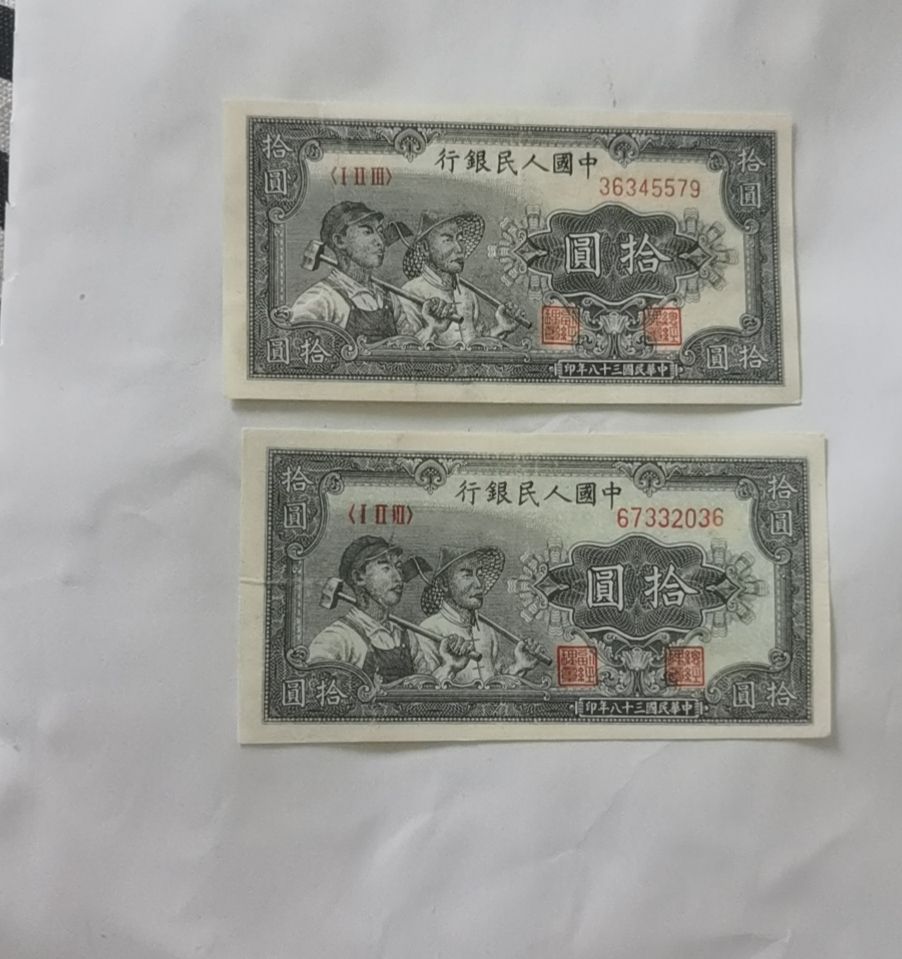 中國人民銀行
〈I II III〉
36345579
拾圓
拾圓
拾圓
拾圓
拾圓
中華民國三十八年印
中國人民銀行
〈I II III〉
67332036
拾圓
拾圓
拾圓
拾圓
拾圓
中華民國三十八年印